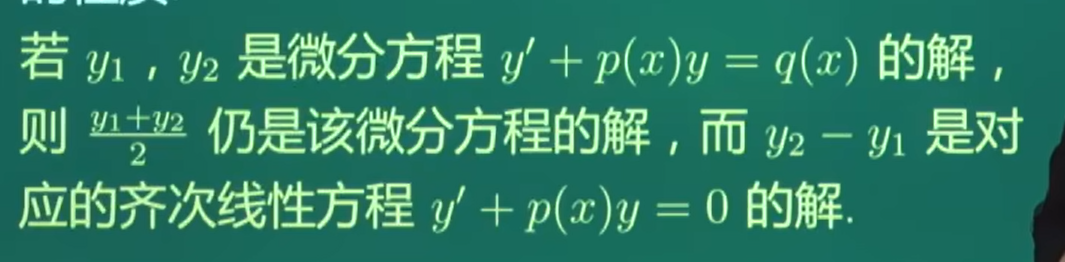 若 $y_1$，$y_2$ 是微分方程 $y' + p(x)y = q(x)$ 的解，
则 $\frac{y_1+y_2}{2}$ 仍是该微分方程的解，而 $y_2 - y_1$ 是对
应的齐次线性方程 $y' + p(x)y = 0$ 的解.